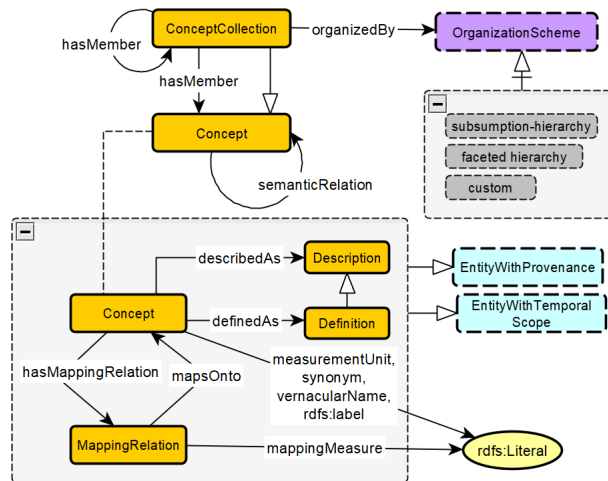 ConceptCollection
organizedBy
OrganizationScheme
hasMember
hasMember
Concept
subsumption-hierarchy
faceted hierarchy
custom
semanticRelation
describedAs
Description
EntityWithProvenance
Concept
definedAs
Definition
EntityWithTemporal
Scope
hasMappingRelation
mapsOnto
measurementUnit,
synonym,
vernacularName,
rdfs:label
MappingRelation
mappingMeasure
rdfs:Literal